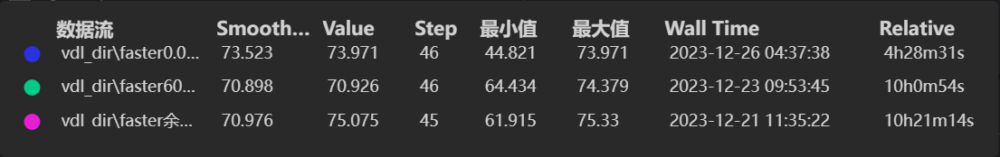 数据流 Smooth... Value Step 最小值 最大值 Wall Time Relative
vdl_dir\faster0.0... 73.523 73.971 46 44.821 73.971 2023-12-26 04:37:38 4h28m31s
vdl_dir\faster60... 70.898 70.926 46 64.434 74.379 2023-12-23 09:53:45 10h0m54s
vdl_dir\faster余... 70.976 75.075 45 61.915 75.33 2023-12-21 11:35:22 10h21m14s